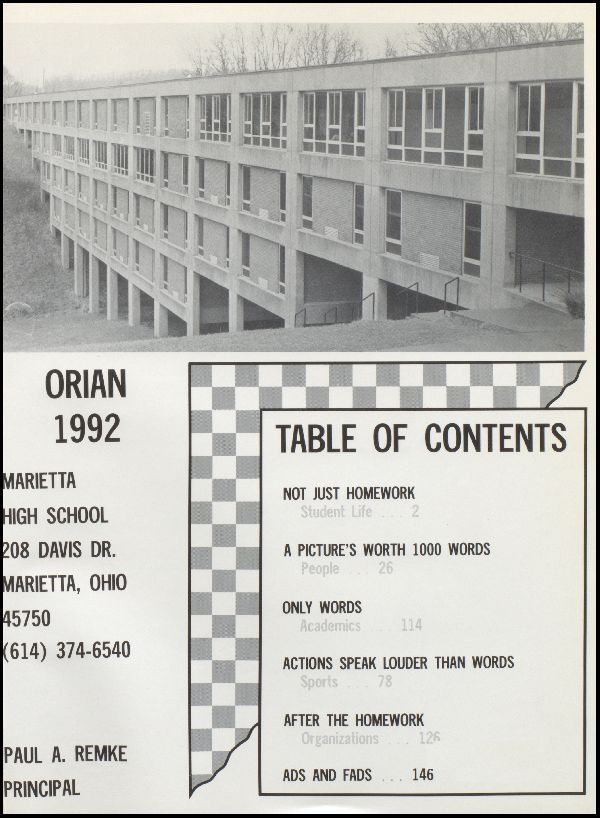 ORIAN
1992
MARIETTA
HIGH SCHOOL
208 DAVIS DR.
MARIETTA, OHIO
45750
(614) 374-6540
PAUL A. REMKE
PRINCIPAL
TABLE OF CONTENTS
NOT JUST HOMEWORK
Student Life . . . 2
A PICTURE'S WORTH 1000 WORDS
People . . . 26
ONLY WORDS
Academics . . . 114
ACTIONS SPEAK LOUDER THAN WORDS
Sports . . . 78
AFTER THE HOMEWORK
Organizations . . . 126
ADS AND FADS . . . 146